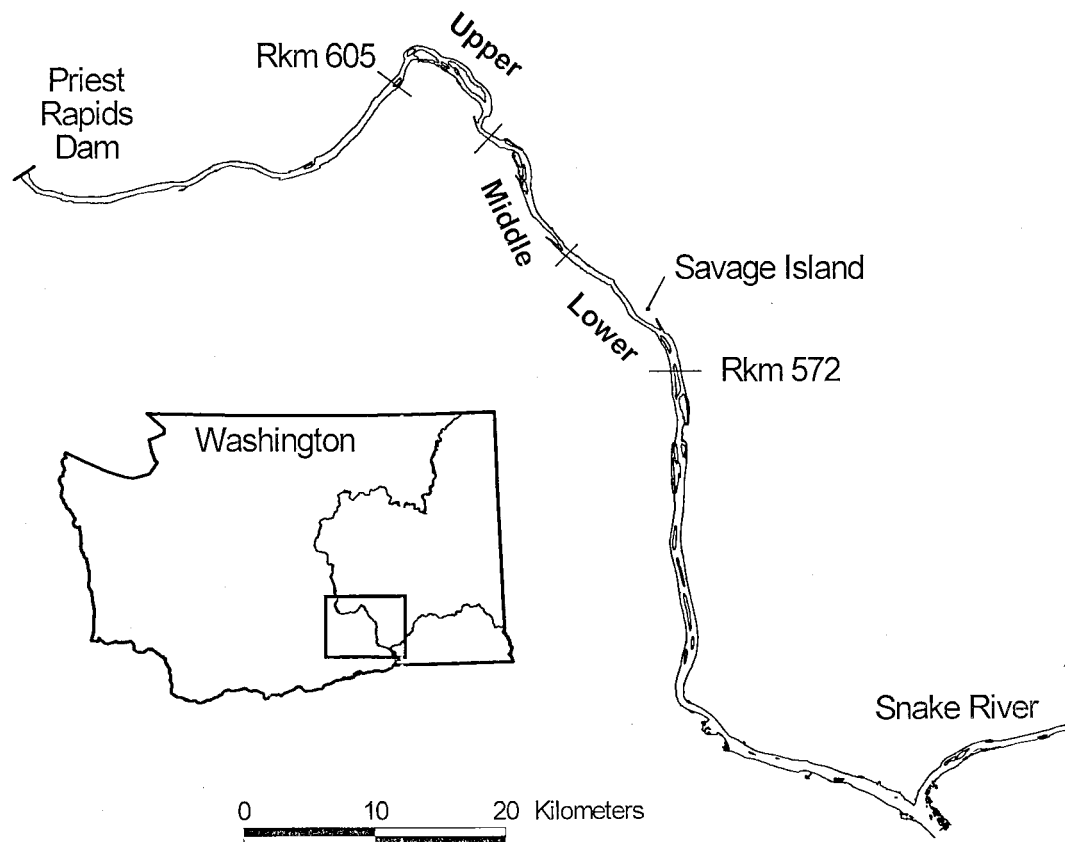 Upper
Rkm 605
Priest
Rapids
Dam
Middle
Savage Island
Lower
Rkm 572
Washington
Snake River
0 10 20 Kilometers